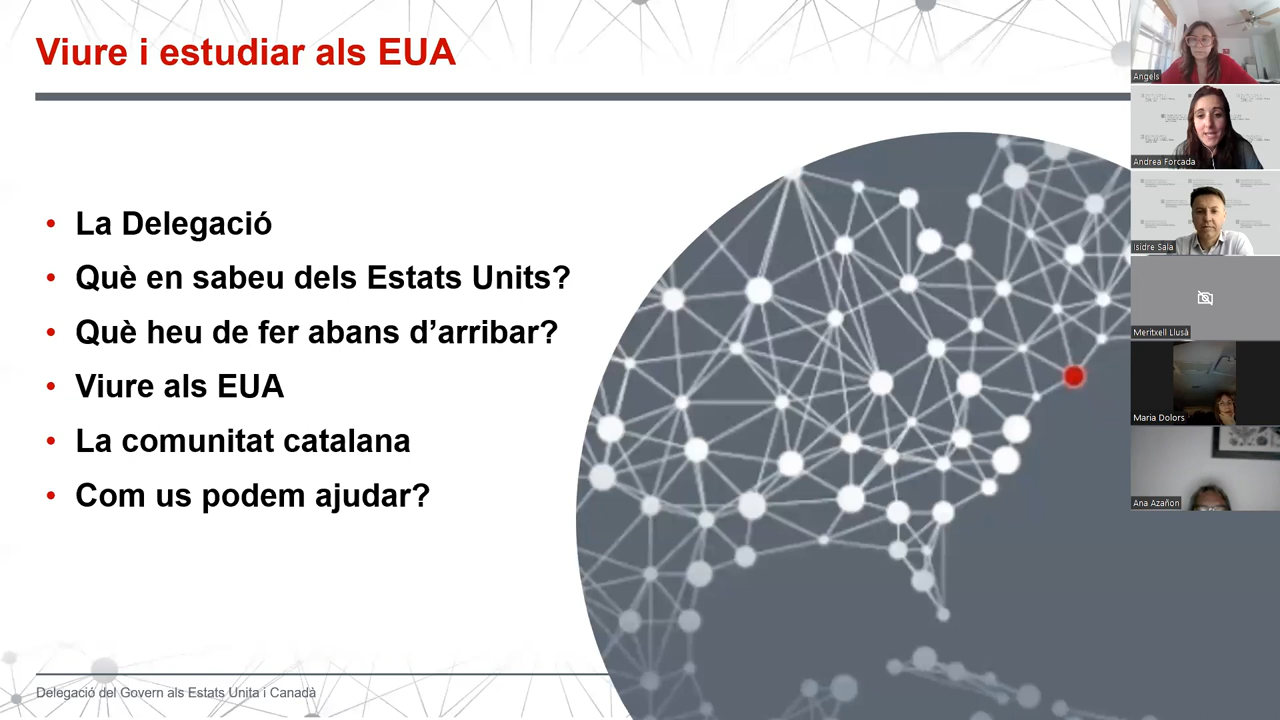 Viure i estudiar als EUA
• La Delegació
• Què en sabeu dels Estats Units?
• Què heu de fer abans d’arribar?
• Viure als EUA
• La comunitat catalana
• Com us podem ajudar?
Delegació del Govern als Estats Units i Canadà
Angels
Andrea Forcada
Isidre Sala
Meritxell Llusà
Maria Dolors
Ana Azañon